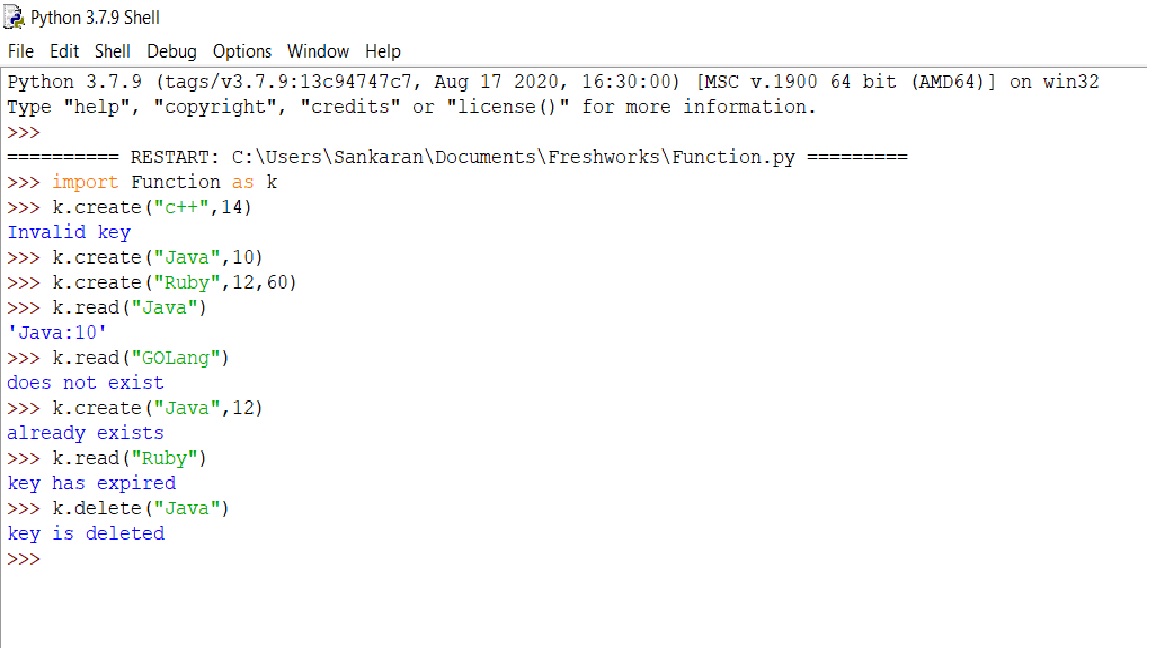 Python 3.7.9 Shell
File Edit Shell Debug Options Window Help
Python 3.7.9 (tags/v3.7.9:13c94747c7, Aug 17 2020, 16:30:00) [MSC v.1900 64 bit (AMD64)] on win32
Type "help", "copyright", "credits" or "license()" for more information.
>>>
========== RESTART: C:\Users\Sankaran\Documents\Freshworks\Function.py =========
>>> import Function as k
>>> k.create("c++",14)
Invalid key
>>> k.create("Java",10)
>>> k.create("Ruby",12,60)
>>> k.read("Java")
'Java:10'
>>> k.read("GOLang")
does not exist
>>> k.create("Java",12)
already exists
>>> k.read("Ruby")
key has expired
>>> k.delete("Java")
key is deleted
>>>